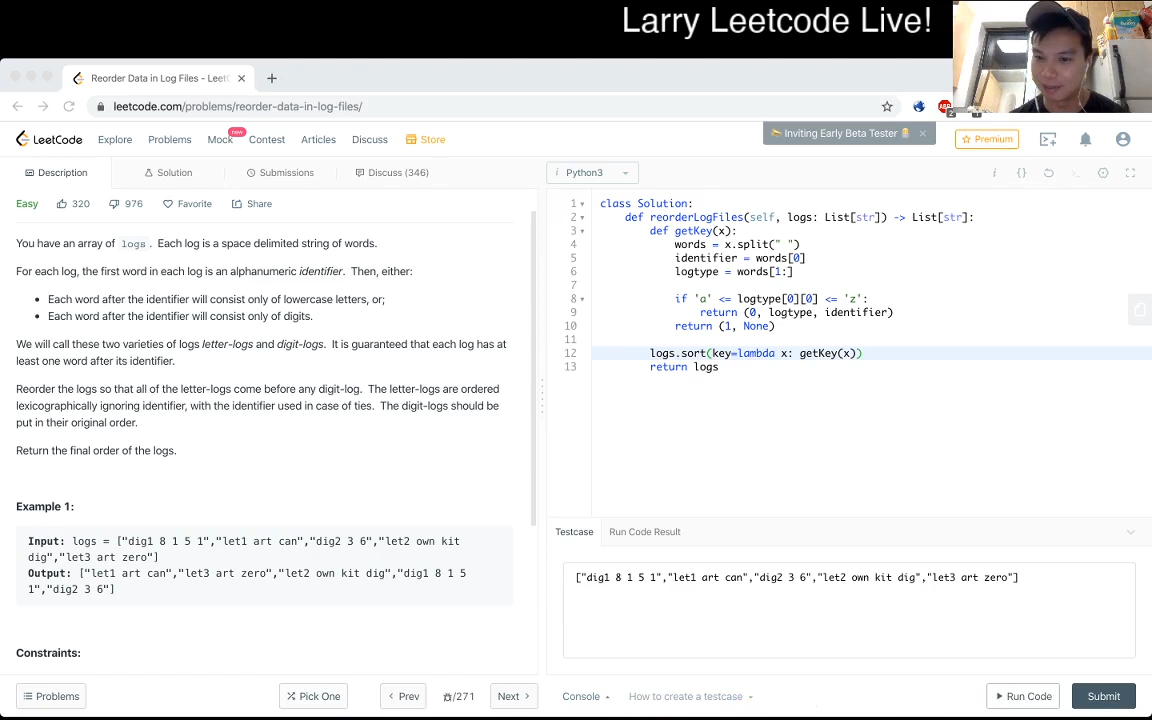 Larry Leetcode Live!
Reorder Data in Log Files - LeetC
leetcode.com/problems/reorder-data-in-log-files/
LeetCode
Explore
Problems
Mock
new
Contest
Articles
Discuss
Store
Inviting Early Beta Tester
Premium
Description
Solution
Submissions
Discuss (346)
Python3
Easy
320
976
Favorite
Share
You have an array of logs. Each log is a space delimited string of words.
For each log, the first word in each log is an alphanumeric identifier. Then, either:
• Each word after the identifier will consist only of lowercase letters, or;
• Each word after the identifier will consist only of digits.
We will call these two varieties of logs letter-logs and digit-logs. It is guaranteed that each log has at
least one word after its identifier.
Reorder the logs so that all of the letter-logs come before any digit-log. The letter-logs are ordered
lexicographically ignoring identifier, with the identifier used in case of ties. The digit-logs should be
put in their original order.
Return the final order of the logs.
Example 1:
Input: logs = ["dig1 8 1 5 1","let1 art can","dig2 3 6","let2 own kit
dig","let3 art zero"]
Output: ["let1 art can","let3 art zero","let2 own kit dig","dig1 8 1 5
1","dig2 3 6"]
Constraints:
1 class Solution:
2 def reorderLogFiles(self, logs: List[str]) -> List[str]:
3 def getKey(x):
4 words = x.split(" ")
5 identifier = words[0]
6 logtype = words[1:]
7
8 if 'a' <= logtype[0][0] <= 'z':
9 return (0, logtype, identifier)
10 return (1, None)
11
12 logs.sort(key=lambda x: getKey(x))
13 return logs
Testcase
Run Code Result
["dig1 8 1 5 1","let1 art can","dig2 3 6","let2 own kit dig","let3 art zero"]
Problems
Pick One
Prev
/271
Next
Console
How to create a testcase
Run Code
Submit